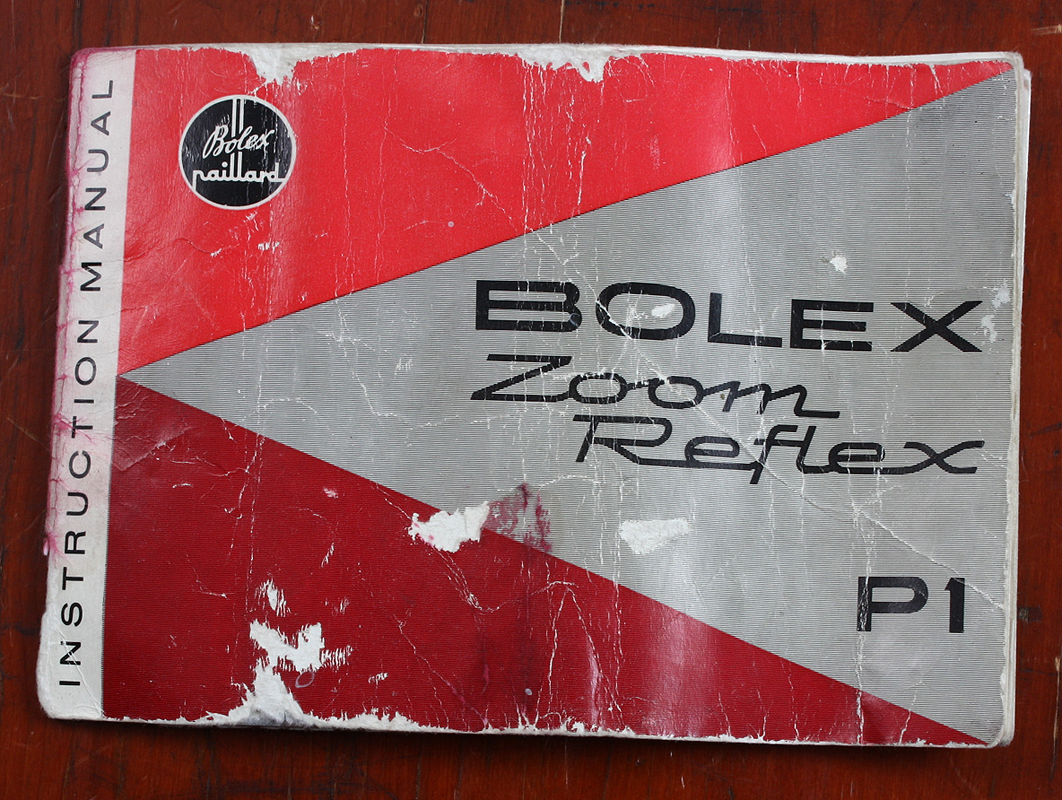 INSTRUCTION MANUAL
Bolex
paillard
BOLEX
Zoom
Reflex
P1